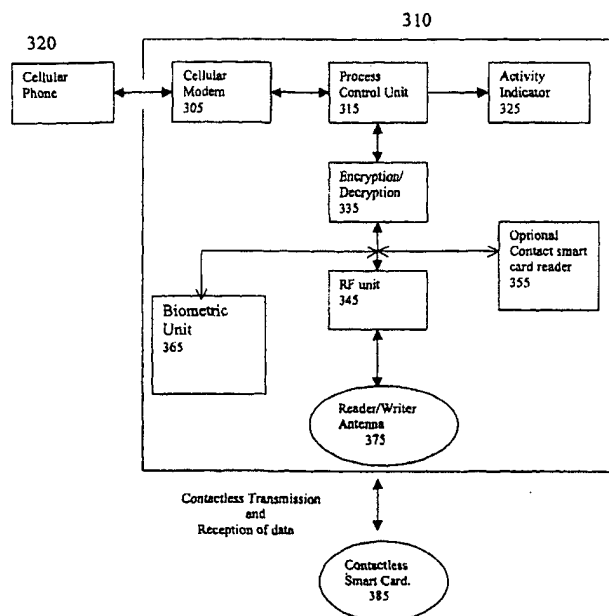 310
320
Cellular
Phone
Cellular
Modem
305
Process
Control Unit
315
Activity
Indicator
325
Encryption/
Decryption
335
Optional
Contact smart
card reader
355
RF unit
345
Biometric
Unit
365
Reader/Writer
Antenna
375
Contactless Transmission
and
Reception of data
Contactless
Smart Card.
385